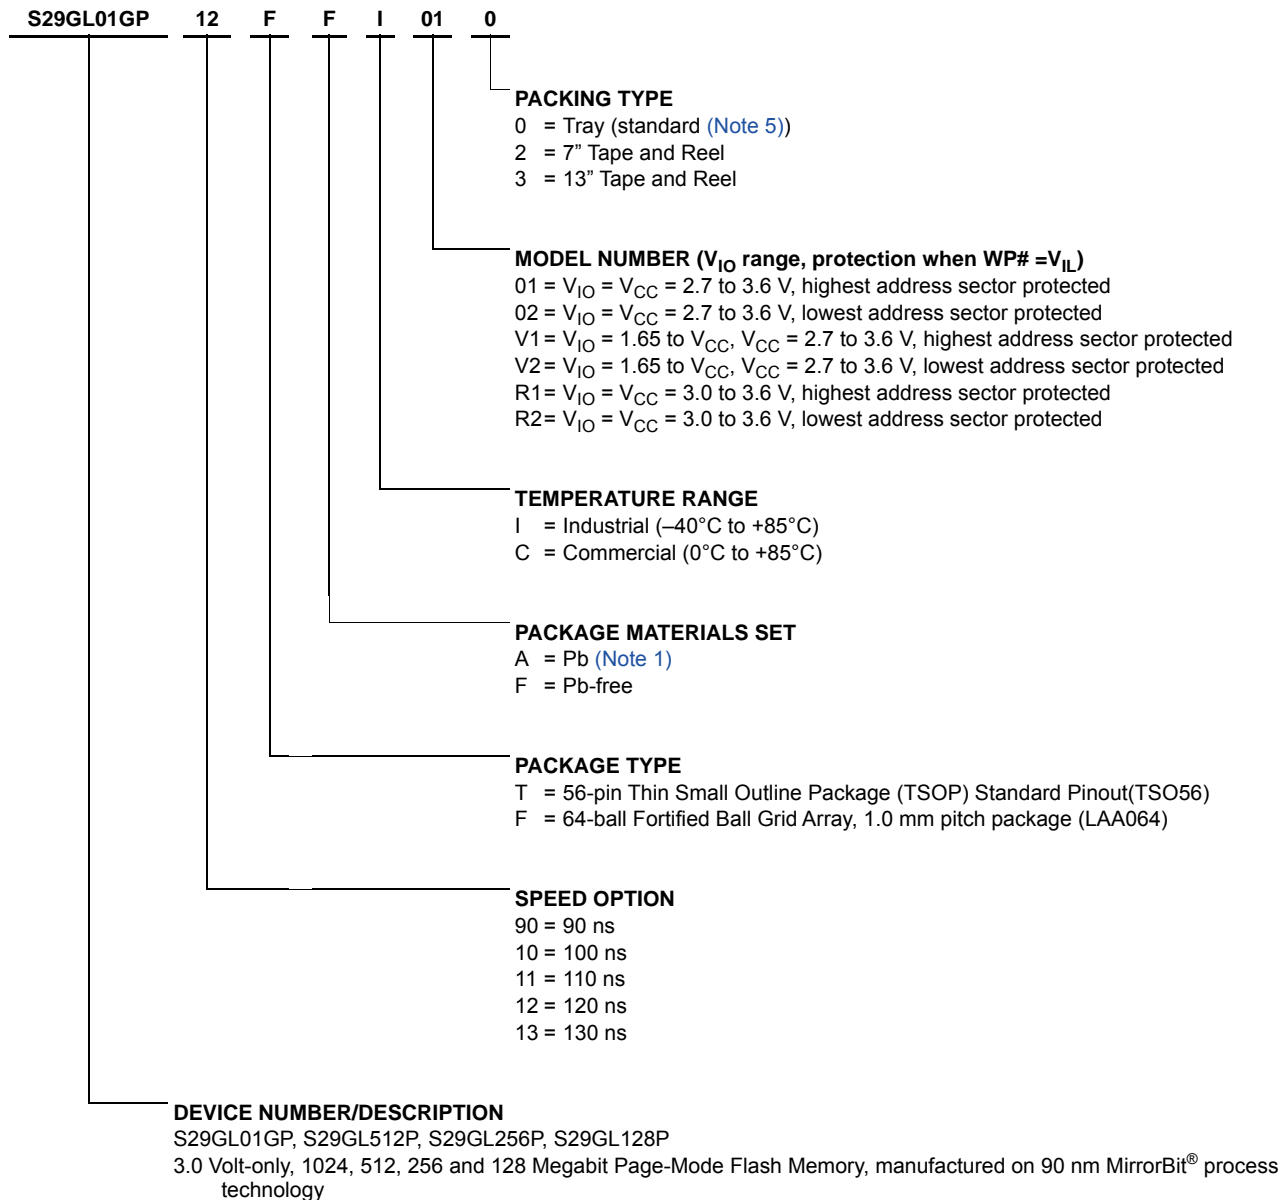 S29GL01GP 12 F F I 01 0
PACKING TYPE
0 = Tray (standard (Note 5))
2 = 7” Tape and Reel
3 = 13” Tape and Reel
MODEL NUMBER (VIO range, protection when WP# =VIL)
01 = VIO = VCC = 2.7 to 3.6 V, highest address sector protected
02 = VIO = VCC = 2.7 to 3.6 V, lowest address sector protected
V1 = VIO = 1.65 to VCC, VCC = 2.7 to 3.6 V, highest address sector protected
V2 = VIO = 1.65 to VCC, VCC = 2.7 to 3.6 V, lowest address sector protected
R1 = VIO = VCC = 3.0 to 3.6 V, highest address sector protected
R2 = VIO = VCC = 3.0 to 3.6 V, lowest address sector protected
TEMPERATURE RANGE
I = Industrial (–40°C to +85°C)
C = Commercial (0°C to +85°C)
PACKAGE MATERIALS SET
A = Pb (Note 1)
F = Pb-free
PACKAGE TYPE
T = 56-pin Thin Small Outline Package (TSOP) Standard Pinout(TSO56)
F = 64-ball Fortified Ball Grid Array, 1.0 mm pitch package (LAA064)
SPEED OPTION
90 = 90 ns
10 = 100 ns
11 = 110 ns
12 = 120 ns
13 = 130 ns
DEVICE NUMBER/DESCRIPTION
S29GL01GP, S29GL512P, S29GL256P, S29GL128P
3.0 Volt-only, 1024, 512, 256 and 128 Megabit Page-Mode Flash Memory, manufactured on 90 nm MirrorBit® process
technology